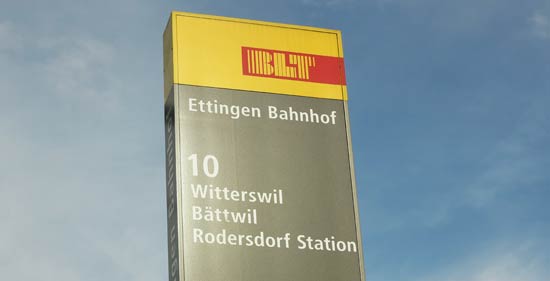 BLT
Ettingen Bahnhof
10
Witterswil
Bättwil
Rodersdorf Station